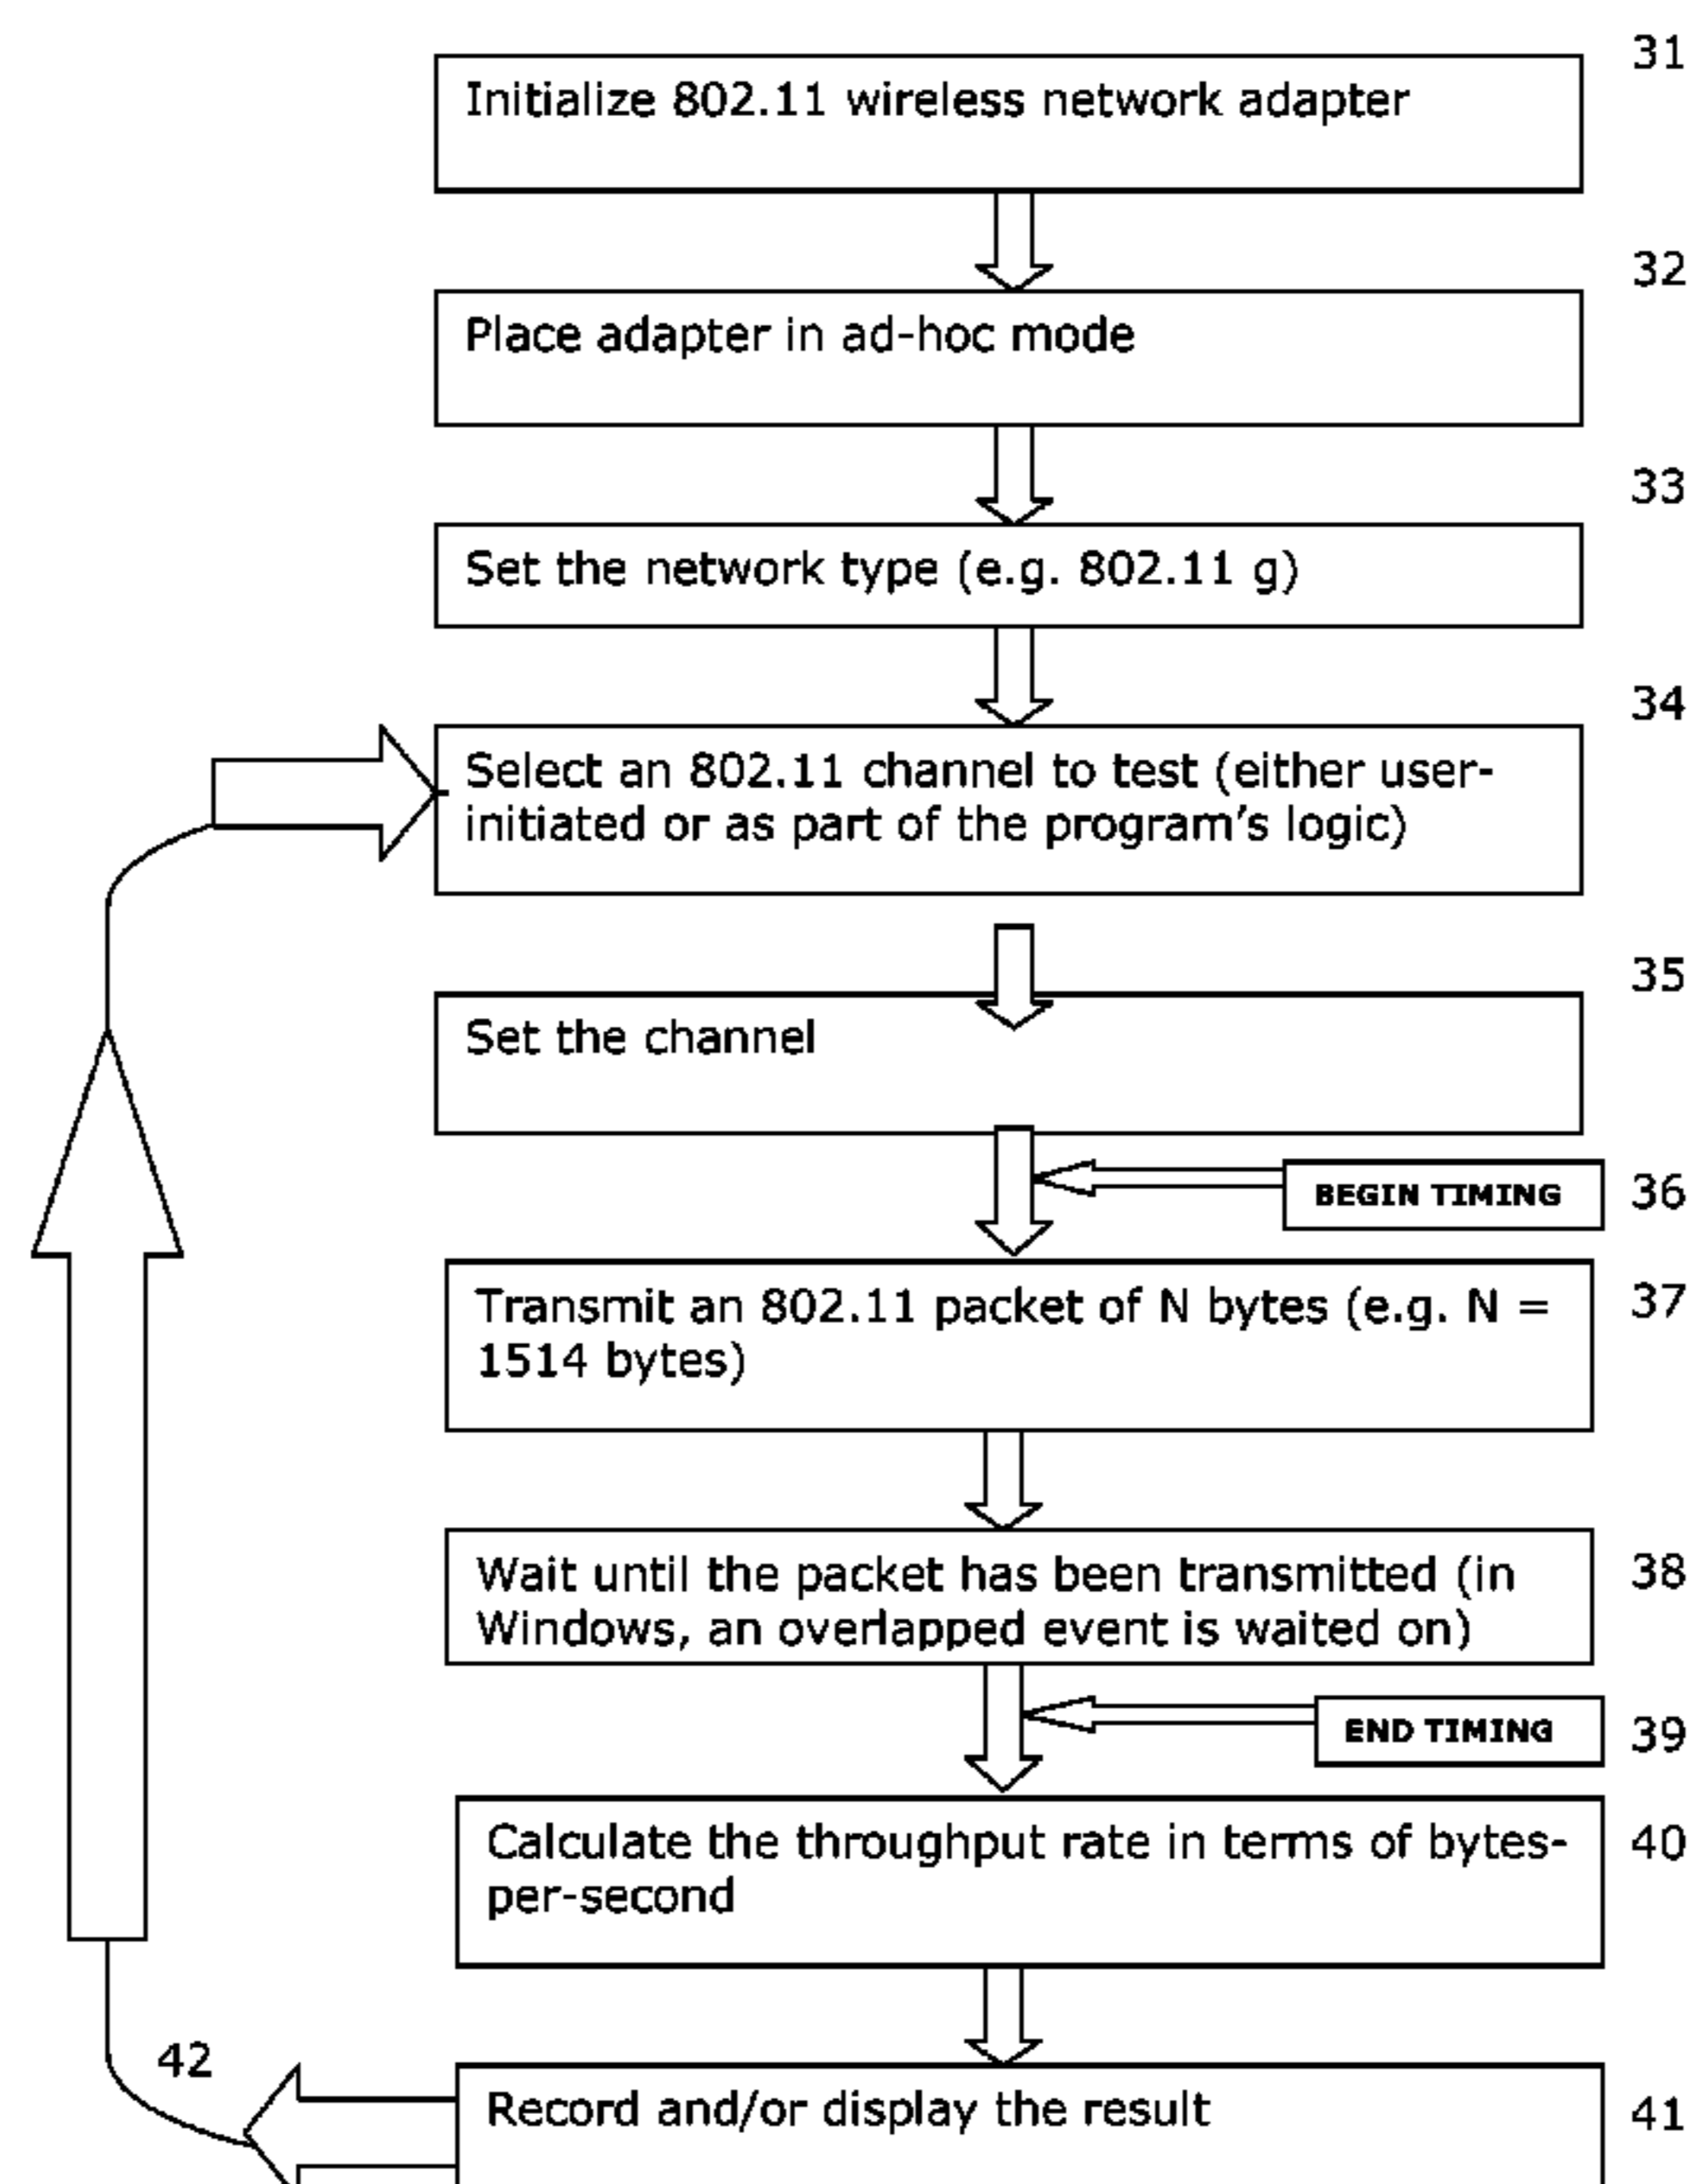 31
Initialize 802.11 wireless network adapter
32
Place adapter in ad-hoc mode
33
Set the network type (e.g. 802.11 g)
34
Select an 802.11 channel to test (either user-
initiated or as part of the program's logic)
35
Set the channel
BEGIN TIMING
36
Transmit an 802.11 packet of N bytes (e.g. N =
1514 bytes)
37
Wait until the packet has been transmitted (in
Windows, an overlapped event is waited on)
38
END TIMING
39
Calculate the throughput rate in terms of bytes-
per-second
40
42
Record and/or display the result
41